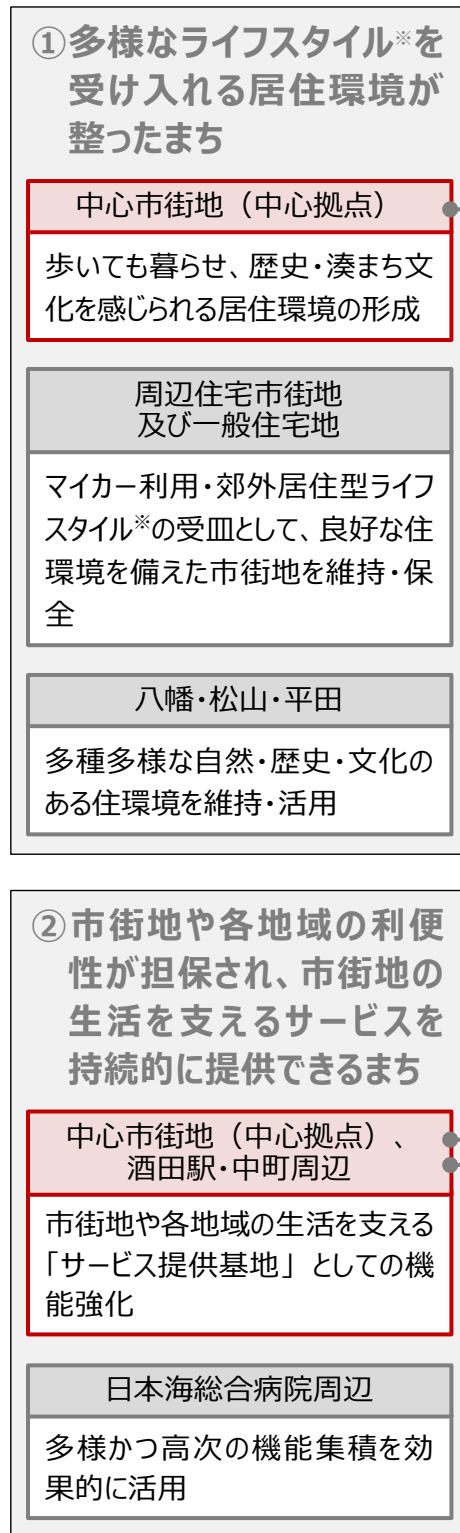 ①多様なライフスタイル※を
受け入れる居住環境が
整ったまち
中心市街地（中心拠点）
歩いても暮らせ、歴史・湊まち文
化を感じられる居住環境の形成
周辺住宅市街地
及び一般住宅地
マイカー利用・郊外居住型ライフ
スタイル※の受皿として、良好な住
環境を備えた市街地を維持・保
全
八幡・松山・平田
多種多様な自然・歴史・文化の
ある住環境を維持・活用
②市街地や各地域の利便
性が担保され、市街地の
生活を支えるサービスを
持続的に提供できるまち
中心市街地（中心拠点）、
酒田駅・中町周辺
市街地や各地域の生活を支える
「サービス提供基地」としての機
能強化
日本海総合病院周辺
多様かつ高次の機能集積を効
果的に活用